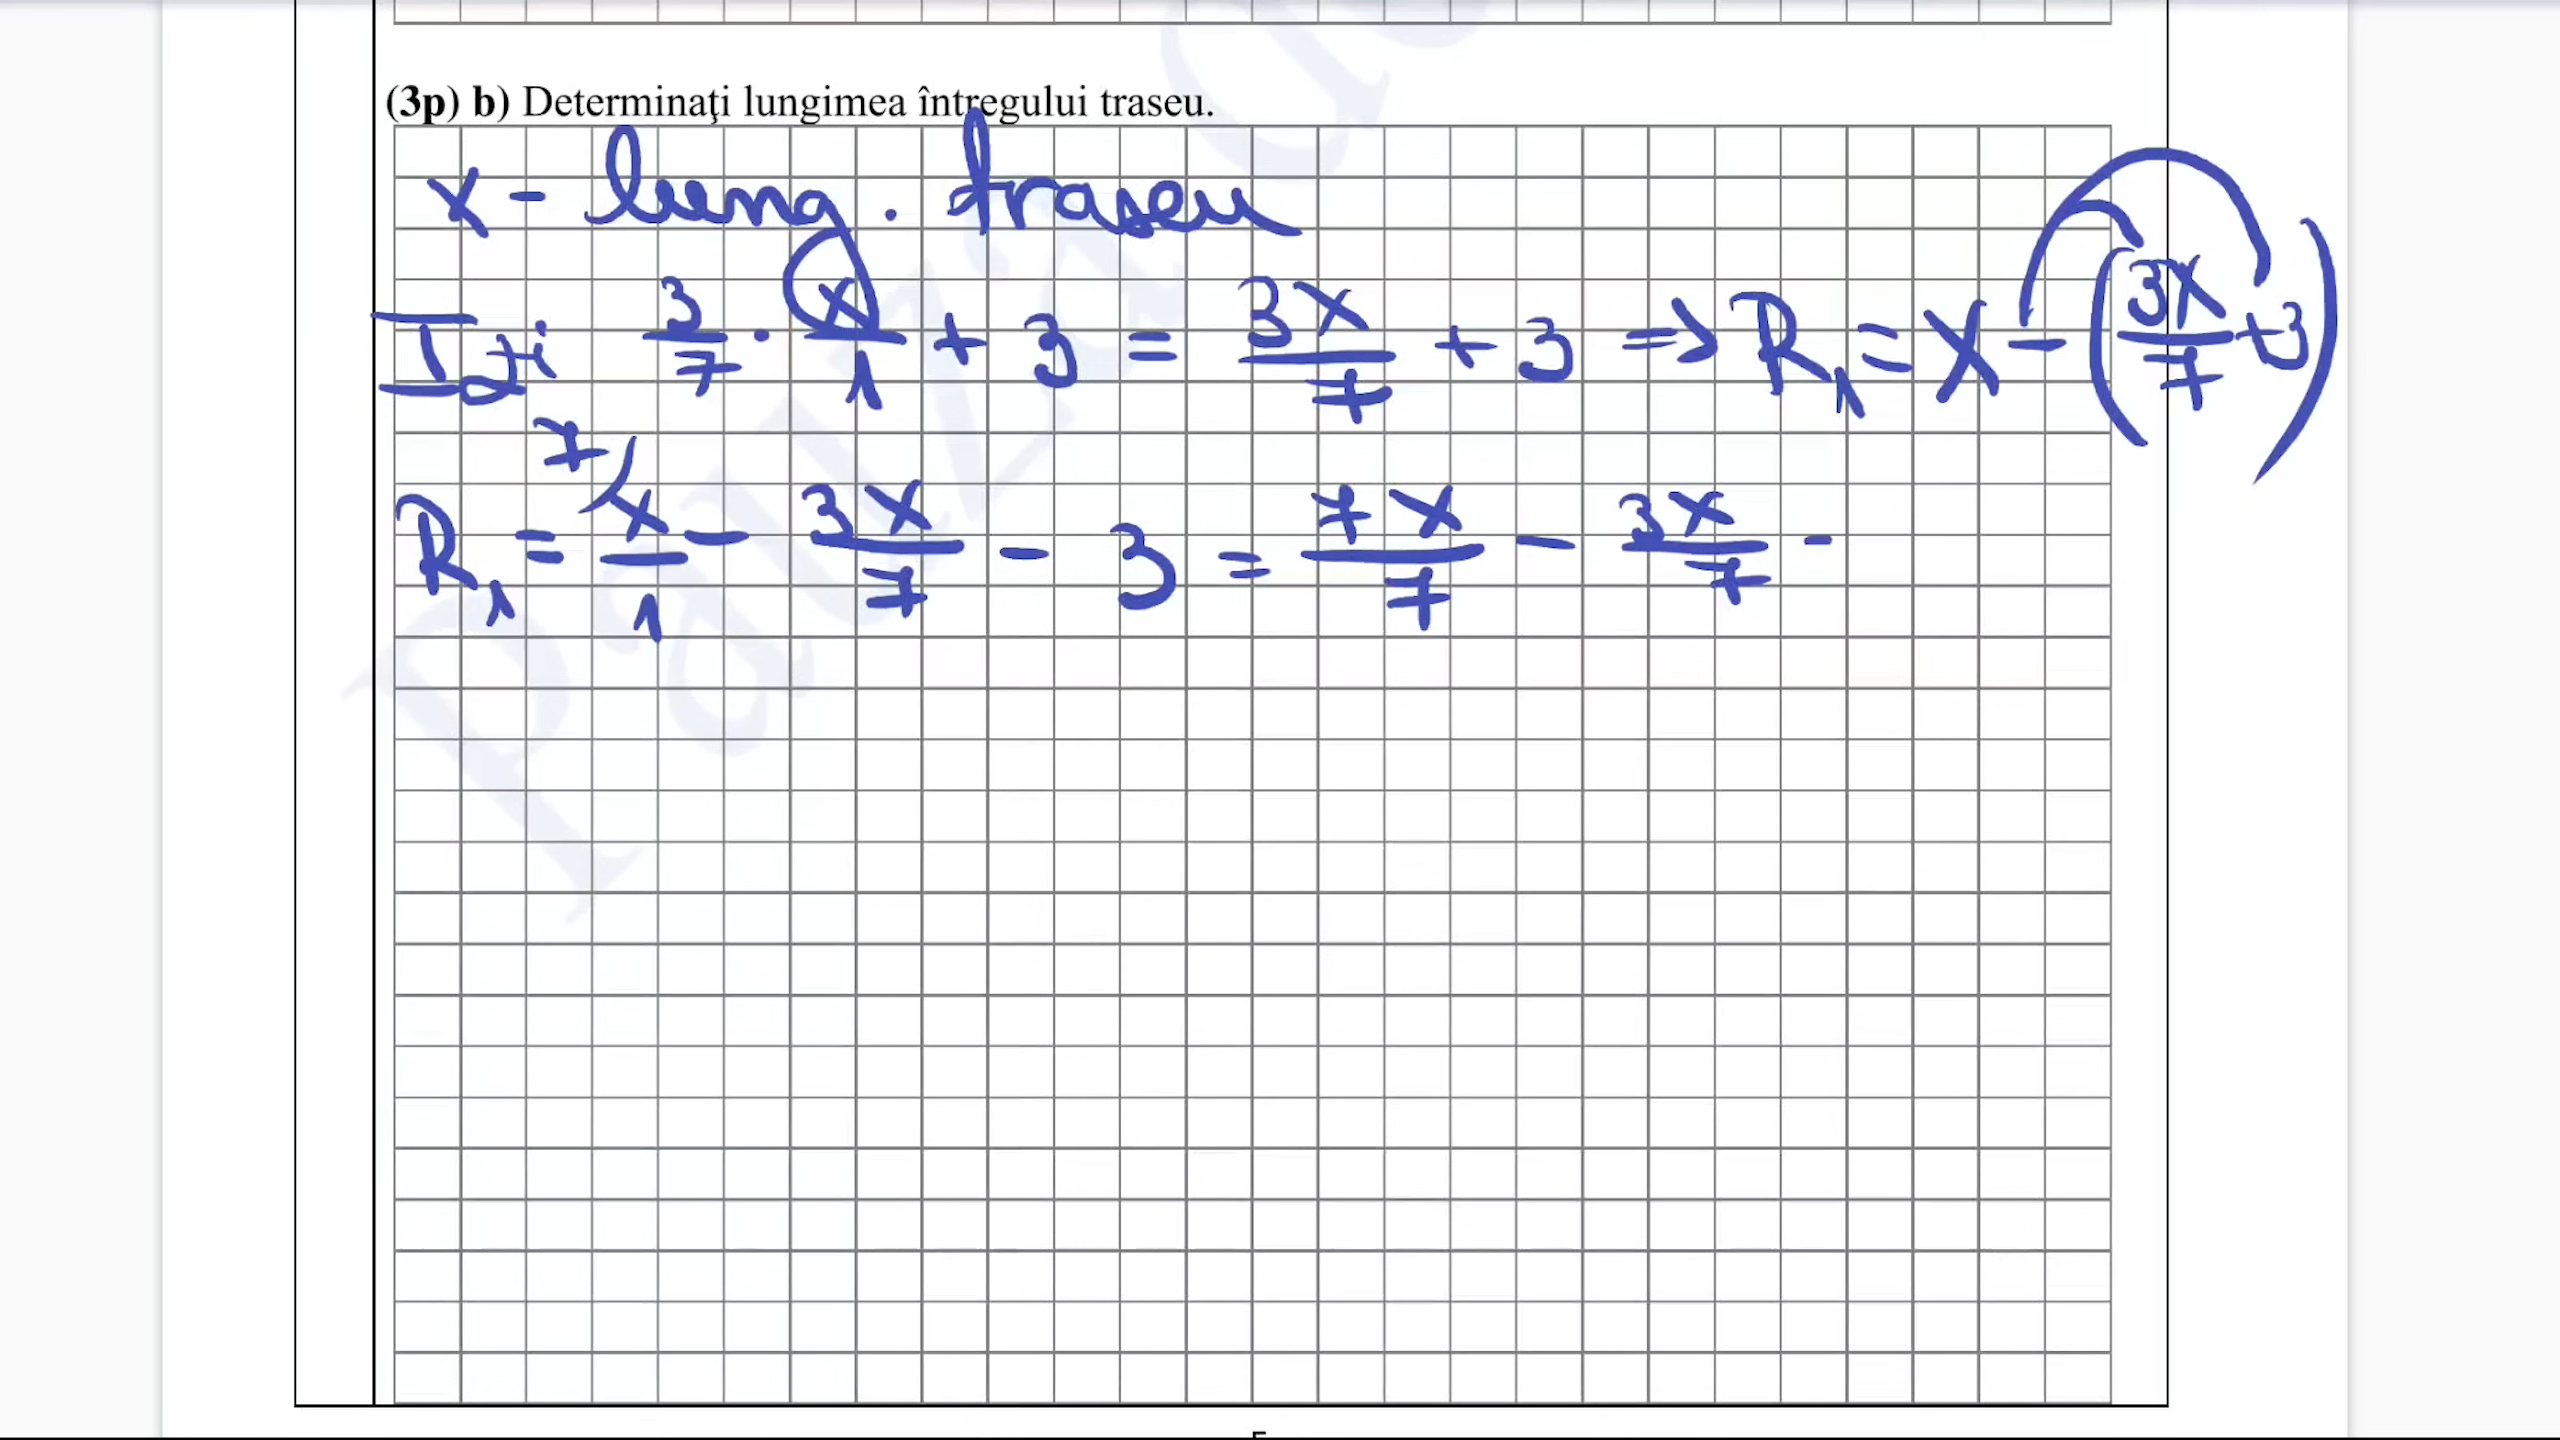 (3p) b) Determinaţi lungimea întregului traseu.
x - lung. traseu
I zi 3/7 · x/1 + 3 = 3x/7 + 3 => R1 = x - (3x/7 + 3)
R1 = 7/ x/1 - 3x/7 - 3 = 7x/7 - 3x/7 -